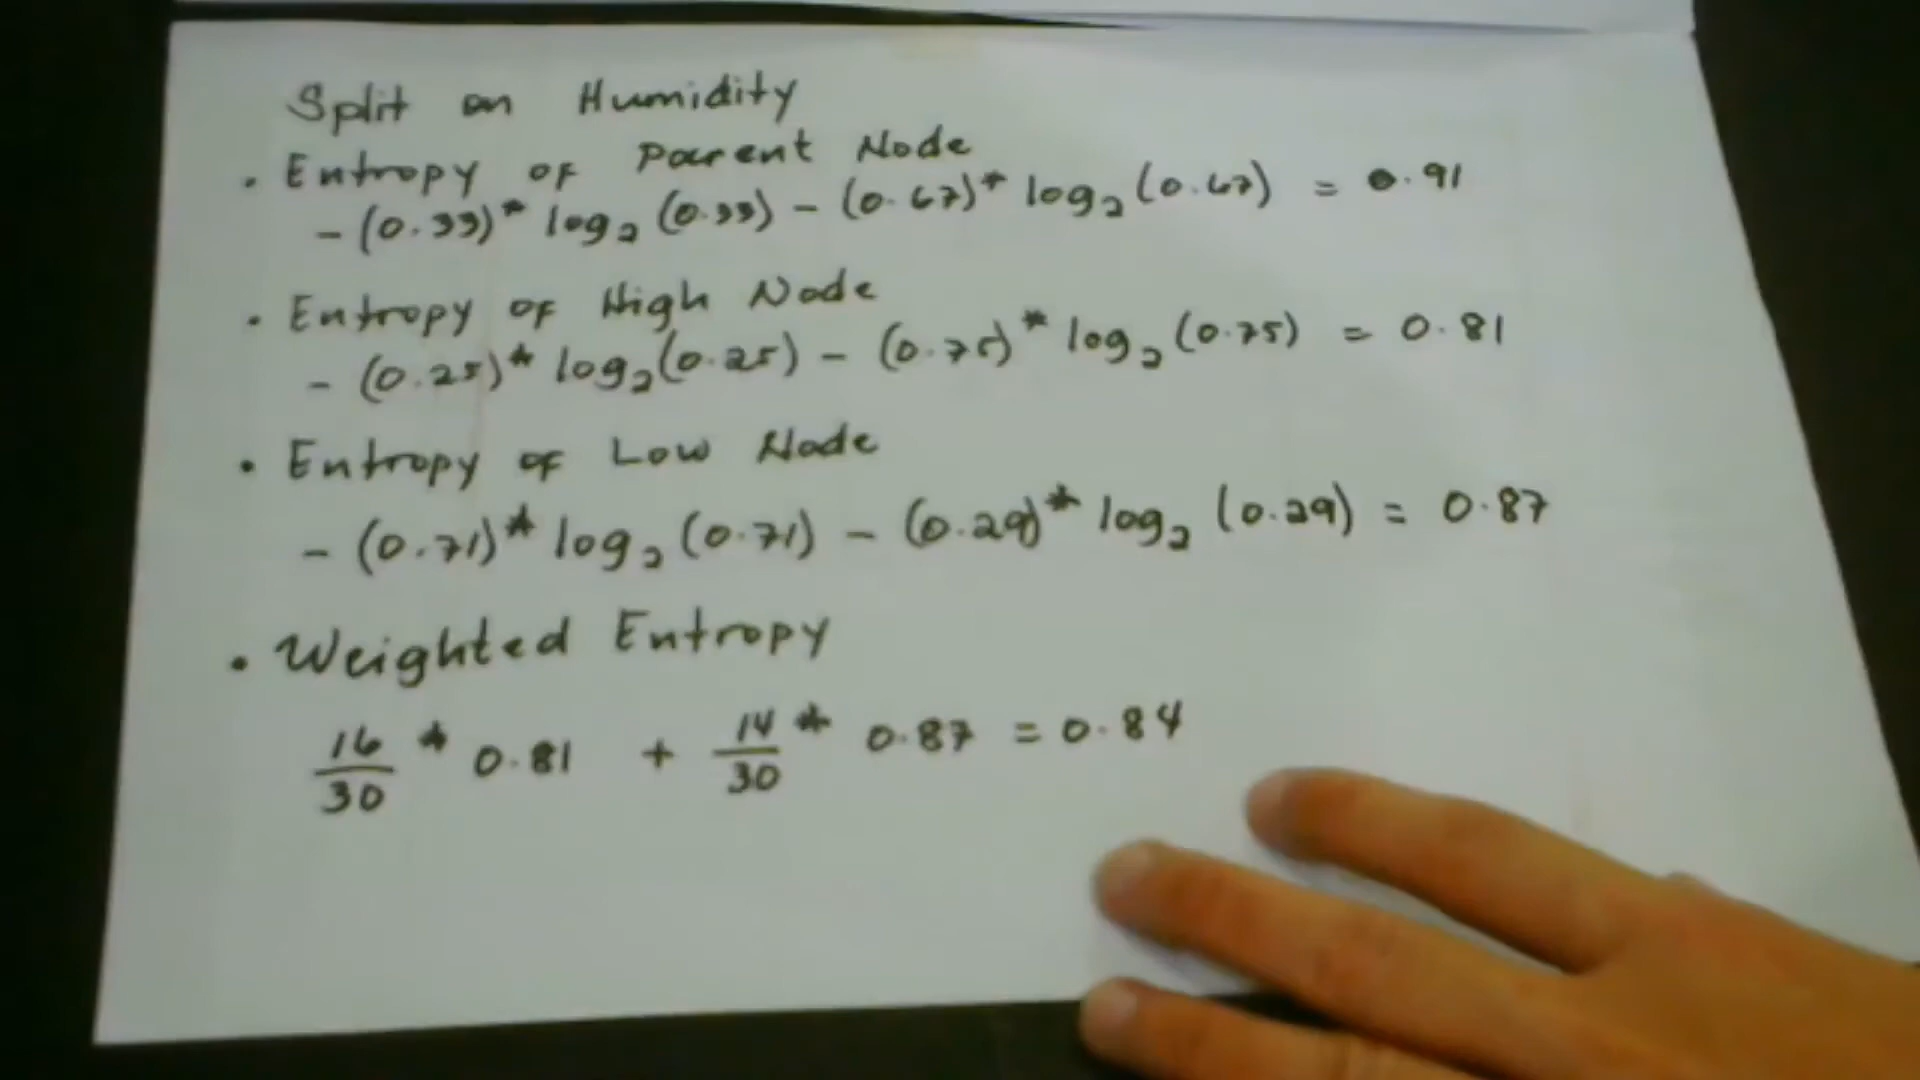 Split on Humidity
• Entropy of Parent Node
- (0.33)* log₂ (0.33) - (0.67)* log₂ (0.67) = 0.91
• Entropy of High Node
- (0.25)* log₂ (0.25) - (0.75)* log₂ (0.75) = 0.81
• Entropy of Low Node
- (0.71)* log₂ (0.71) - (0.29)* log₂ (0.29) = 0.87
• Weighted Entropy
16/30 * 0.81 + 14/30 * 0.87 = 0.84